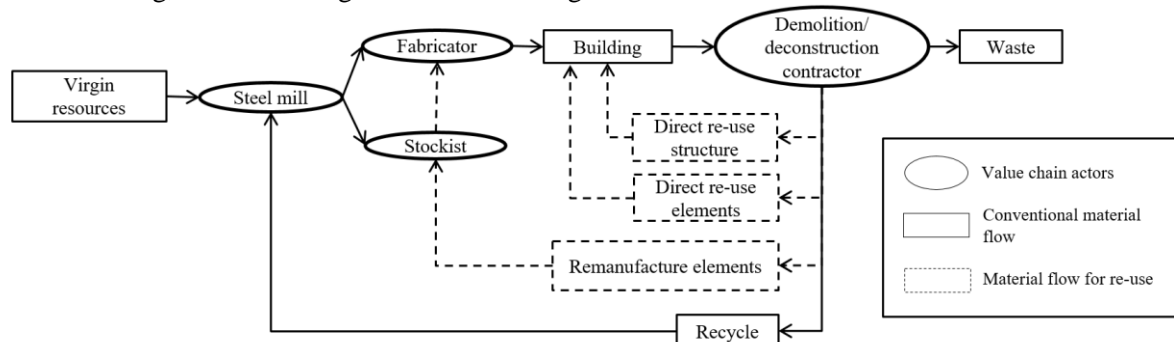 Virgin
resources
Steel mill
Fabricator
Stockist
Building
Demolition/
deconstruction
contractor
Waste
Direct re-use
structure
Direct re-use
elements
Remanufacture elements
Recycle
Value chain actors
Conventional material
flow
Material flow for re-use